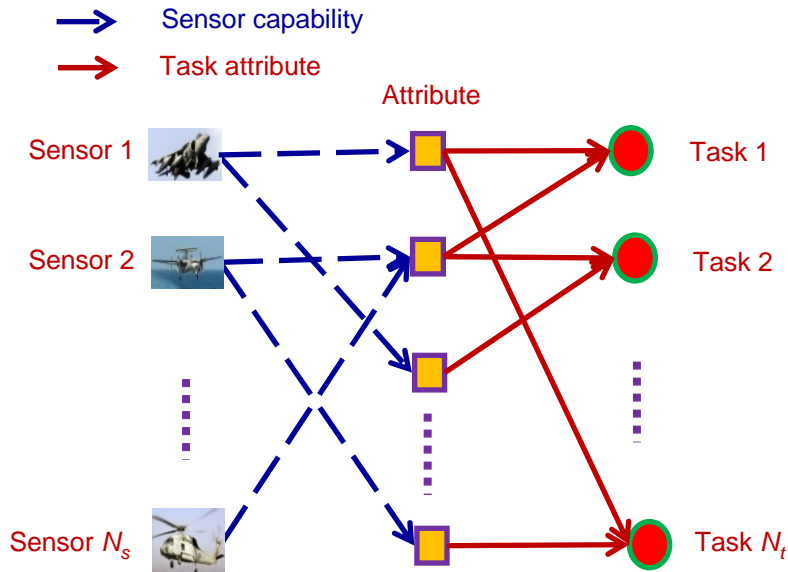 Sensor capability
Task attribute
Attribute
Sensor 1
Task 1
Sensor 2
Task 2
Sensor Nₛ
Task Nₜ